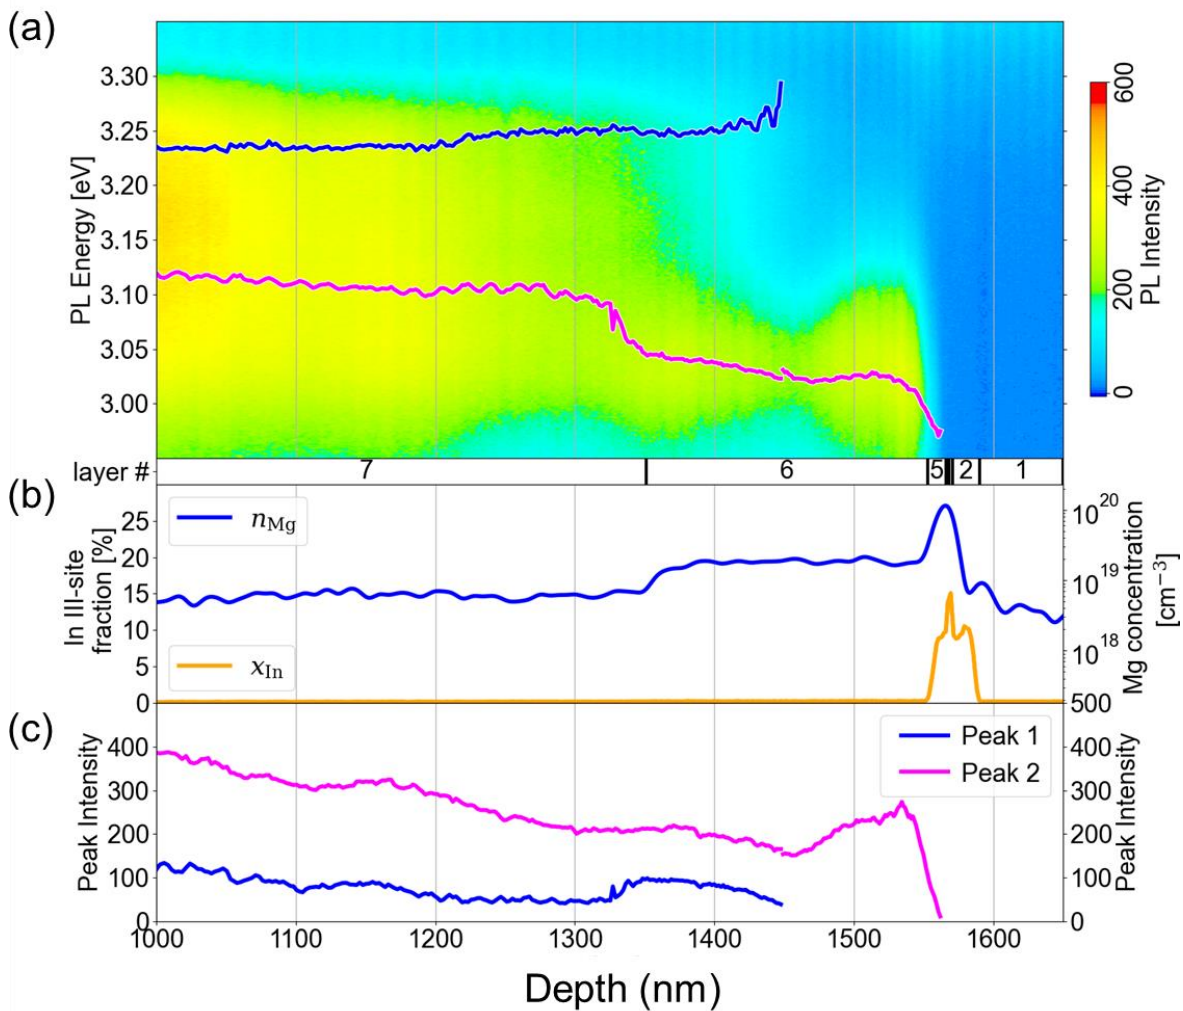 (a)
PL Energy [eV]
3.30
3.25
3.20
3.15
3.10
3.05
3.00
600
400
200
0
PL Intensity
layer # 7 6 5 2 1
(b)
In III-site
fraction [%]
25
20
15
10
5
0
n_Mg
x_In
10^20
10^19
10^18
500
Mg concentration
[cm^−3]
(c)
Peak Intensity
400
300
200
100
0
Peak 1
Peak 2
400
300
200
100
0
Peak Intensity
1000 1100 1200 1300 1400 1500 1600
Depth (nm)